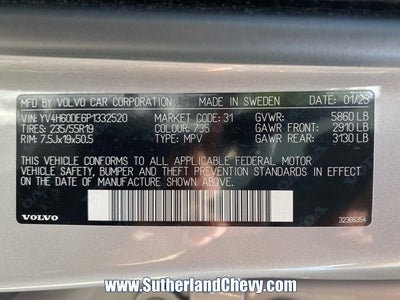 MFD. BY VOLVO CAR CORPORATION MADE IN SWEDEN DATE: 01/23
VIN: YV4H60DE6P1332520 MARKET CODE: 31 GVWR: 5860 LB
TIRES: 235/55R19 COLOUR: 735 GAWR FRONT: 2910 LB
RIM: 7.5Jx19x50.5 TYPE: MPV GAWR REAR: 3130 LB
THIS VEHICLE CONFORMS TO ALL APPLICABLE FEDERAL MOTOR
VEHICLE SAFETY, BUMPER AND THEFT PREVENTION STANDARDS IN EFFECT
ON THE DATE OF MANUFACTURE SHOWN ABOVE.
VOLVO
32366354
www.SutherlandChevy.com